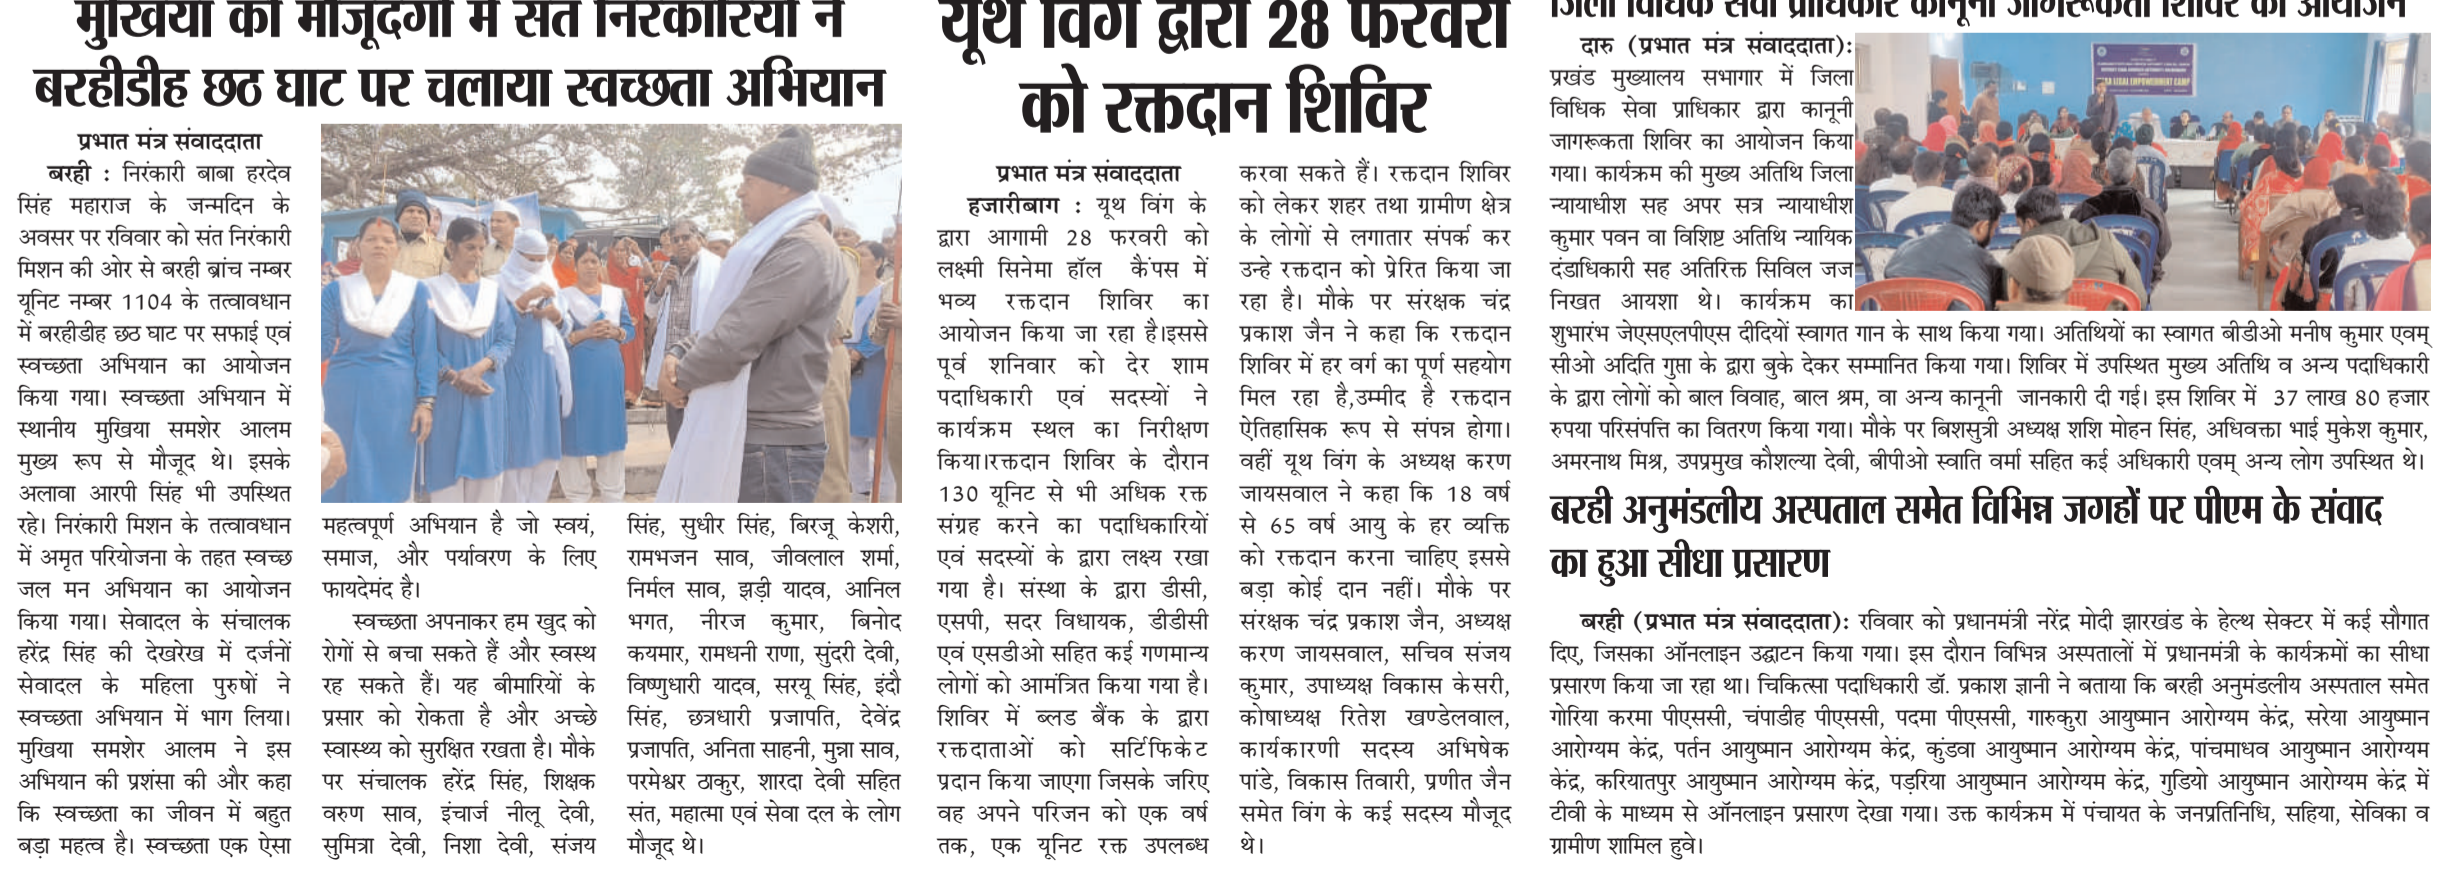 मुखिया की मौजूदगी में संत निरंकारियों ने
बरहीडीह छठ घाट पर चलाया स्वच्छता अभियान
प्रभात मंत्र संवाददाता
बरही : निरंकारी बाबा हरदेव
सिंह महाराज के जन्मदिन के
अवसर पर रविवार को संत निरंकारी
मिशन की ओर से बरही ब्रांच नम्बर
यूनिट नम्बर 1104 के तत्वावधान
में बरहीडीह छठ घाट पर सफाई एवं
स्वच्छता अभियान का आयोजन
किया गया। स्वच्छता अभियान में
स्थानीय मुखिया समशेर आलम
मुख्य रूप से मौजूद थे। इसके
अलावा आरपी सिंह भी उपस्थित
रहे। निरंकारी मिशन के तत्वावधान
में अमृत परियोजना के तहत स्वच्छ
जल मन अभियान का आयोजन
किया गया। सेवादल के संचालक
हरेंद्र सिंह की देखरेख में दर्जनों
सेवादल के महिला पुरुषों ने
स्वच्छता अभियान में भाग लिया।
मुखिया समशेर आलम ने इस
अभियान की प्रशंसा की और कहा
कि स्वच्छता का जीवन में बहुत
बड़ा महत्व है। स्वच्छता एक ऐसा
महत्वपूर्ण अभियान है जो स्वयं,
समाज, और पर्यावरण के लिए
फायदेमंद है।
स्वच्छता अपनाकर हम खुद को
रोगों से बचा सकते हैं और स्वस्थ
रह सकते हैं। यह बीमारियों के
प्रसार को रोकता है और अच्छे
स्वास्थ्य को सुरक्षित रखता है। मौके
पर संचालक हरेंद्र सिंह, शिक्षक
वरुण साव, इंचार्ज नीलू देवी,
सुमित्रा देवी, निशा देवी, संजय
सिंह, सुधीर सिंह, बिरजू केशरी,
रामभजन साव, जीवलाल शर्मा,
निर्मल साव, झड़ी यादव, आनिल
भगत, नीरज कुमार, बिनोद
कयमार, रामधनी राणा, सुंदरी देवी,
विष्णुधारी यादव, सरयू सिंह, इंदौ
सिंह, छत्रधारी प्रजापति, देवेंद्र
प्रजापति, अनिता साहनी, मुन्ना साव,
परमेश्वर ठाकुर, शारदा देवी सहित
संत, महात्मा एवं सेवा दल के लोग
मौजूद थे।
यूथ विंग द्वारा 28 फरवरी
को रक्तदान शिविर
प्रभात मंत्र संवाददाता
हजारीबाग : यूथ विंग के
द्वारा आगामी 28 फरवरी को
लक्ष्मी सिनेमा हॉल कैंपस में
भव्य रक्तदान शिविर का
आयोजन किया जा रहा है।इससे
पूर्व शनिवार को देर शाम
पदाधिकारी एवं सदस्यों ने
कार्यक्रम स्थल का निरीक्षण
किया।रक्तदान शिविर के दौरान
130 यूनिट से भी अधिक रक्त
संग्रह करने का पदाधिकारियों
एवं सदस्यों के द्वारा लक्ष्य रखा
गया है। संस्था के द्वारा डीसी,
एसपी, सदर विधायक, डीडीसी
एवं एसडीओ सहित कई गणमान्य
लोगों को आमंत्रित किया गया है।
शिविर में ब्लड बैंक के द्वारा
रक्तदाताओं को सर्टिफिकेट
प्रदान किया जाएगा जिसके जरिए
वह अपने परिजन को एक वर्ष
तक, एक यूनिट रक्त उपलब्ध
करवा सकते हैं। रक्तदान शिविर
को लेकर शहर तथा ग्रामीण क्षेत्र
के लोगों से लगातार संपर्क कर
उन्हे रक्तदान को प्रेरित किया जा
रहा है। मौके पर संरक्षक चंद्र
प्रकाश जैन ने कहा कि रक्तदान
शिविर में हर वर्ग का पूर्ण सहयोग
मिल रहा है,उम्मीद है रक्तदान
ऐतिहासिक रूप से संपन्न होगा।
वहीं यूथ विंग के अध्यक्ष करण
जायसवाल ने कहा कि 18 वर्ष
से 65 वर्ष आयु के हर व्यक्ति
को रक्तदान करना चाहिए इससे
बड़ा कोई दान नहीं। मौके पर
संरक्षक चंद्र प्रकाश जैन, अध्यक्ष
करण जायसवाल, सचिव संजय
कुमार, उपाध्यक्ष विकास केसरी,
कोषाध्यक्ष रितेश खण्डेलवाल,
कार्यकारणी सदस्य अभिषेक
पांडे, विकास तिवारी, प्रणीत जैन
समेत विंग के कई सदस्य मौजूद
थे।
जिला विधिक सेवा प्राधिकार कानूनी जागरूकता शिविर का आयोजन
दारु (प्रभात मंत्र संवाददाता):
प्रखंड मुख्यालय सभागार में जिला
विधिक सेवा प्राधिकार द्वारा कानूनी
जागरूकता शिविर का आयोजन किया
गया। कार्यक्रम की मुख्य अतिथि जिला
न्यायाधीश सह अपर सत्र न्यायाधीश
कुमार पवन वा विशिष्ट अतिथि न्यायिक
दंडाधिकारी सह अतिरिक्त सिविल जज
निखत आयशा थे। कार्यक्रम का
शुभारंभ जेएसएलपीएस दीदियों स्वागत गान के साथ किया गया। अतिथियों का स्वागत बीडीओ मनीष कुमार एवम्
सीओ अदिति गुप्ता के द्वारा बुके देकर सम्मानित किया गया। शिविर में उपस्थित मुख्य अतिथि व अन्य पदाधिकारी
के द्वारा लोगों को बाल विवाह, बाल श्रम, वा अन्य कानूनी जानकारी दी गई। इस शिविर में 37 लाख 80 हजार
रुपया परिसंपत्ति का वितरण किया गया। मौके पर बिशसुत्री अध्यक्ष शशि मोहन सिंह, अधिवक्ता भाई मुकेश कुमार,
अमरनाथ मिश्र, उपप्रमुख कौशल्या देवी, बीपीओ स्वाति वर्मा सहित कई अधिकारी एवम् अन्य लोग उपस्थित थे।
LEGAL EMPOWERMENT CAMP
बरही अनुमंडलीय अस्पताल समेत विभिन्न जगहों पर पीएम के संवाद
का हुआ सीधा प्रसारण
बरही (प्रभात मंत्र संवाददाता): रविवार को प्रधानमंत्री नरेंद्र मोदी झारखंड के हेल्थ सेक्टर में कई सौगात
दिए, जिसका ऑनलाइन उद्घाटन किया गया। इस दौरान विभिन्न अस्पतालों में प्रधानमंत्री के कार्यक्रमों का सीधा
प्रसारण किया जा रहा था। चिकित्सा पदाधिकारी डॉ. प्रकाश ज्ञानी ने बताया कि बरही अनुमंडलीय अस्पताल समेत
गोरिया करमा पीएससी, चंपाडीह पीएससी, पदमा पीएससी, गारुकुरा आयुष्मान आरोग्यम केंद्र, सरेया आयुष्मान
आरोग्यम केंद्र, पर्तन आयुष्मान आरोग्यम केंद्र, कुंडवा आयुष्मान आरोग्यम केंद्र, पांचमाधव आयुष्मान आरोग्यम
केंद्र, करियातपुर आयुष्मान आरोग्यम केंद्र, पड़रिया आयुष्मान आरोग्यम केंद्र, गुडियो आयुष्मान आरोग्यम केंद्र में
टीवी के माध्यम से ऑनलाइन प्रसारण देखा गया। उक्त कार्यक्रम में पंचायत के जनप्रतिनिधि, सहिया, सेविका व
ग्रामीण शामिल हुवे।